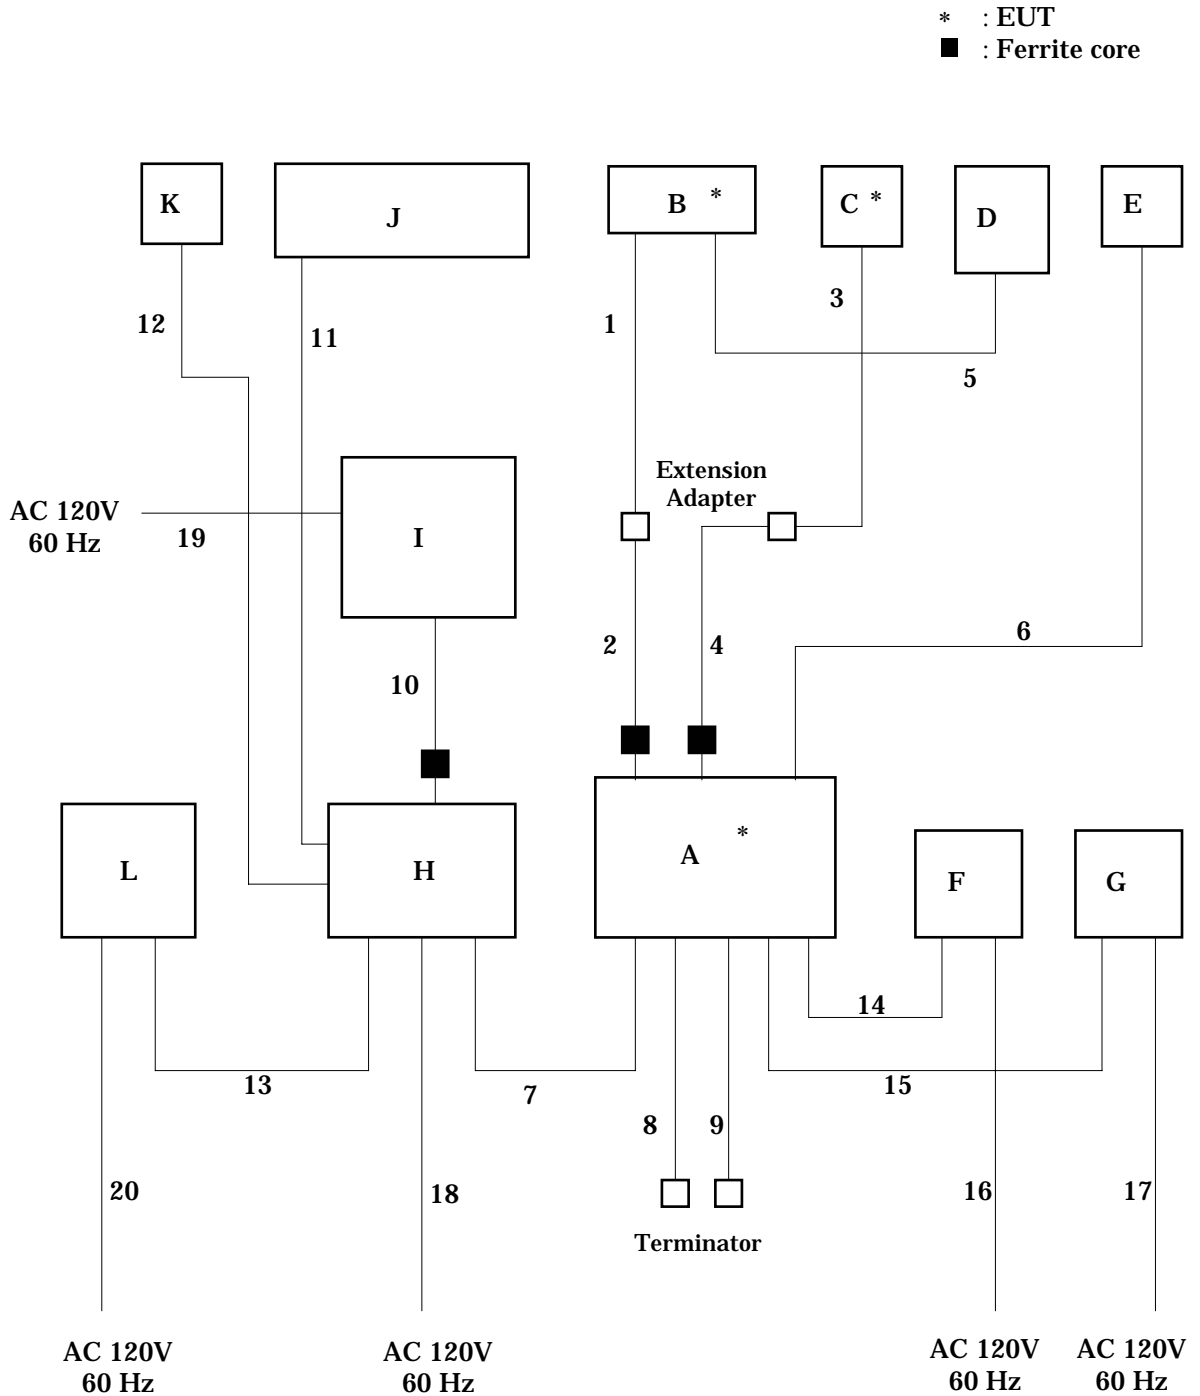 * : EUT
■ : Ferrite core
K
J
B *
C *
D
E
12
11
1
3
5
Extension
Adapter
AC 120V
60 Hz
19
I
2
4
6
10
L
H
A *
F
G
14
13
7
15
8
9
20
18
16
17
Terminator
AC 120V
60 Hz
AC 120V
60 Hz
AC 120V
60 Hz
AC 120V
60 Hz